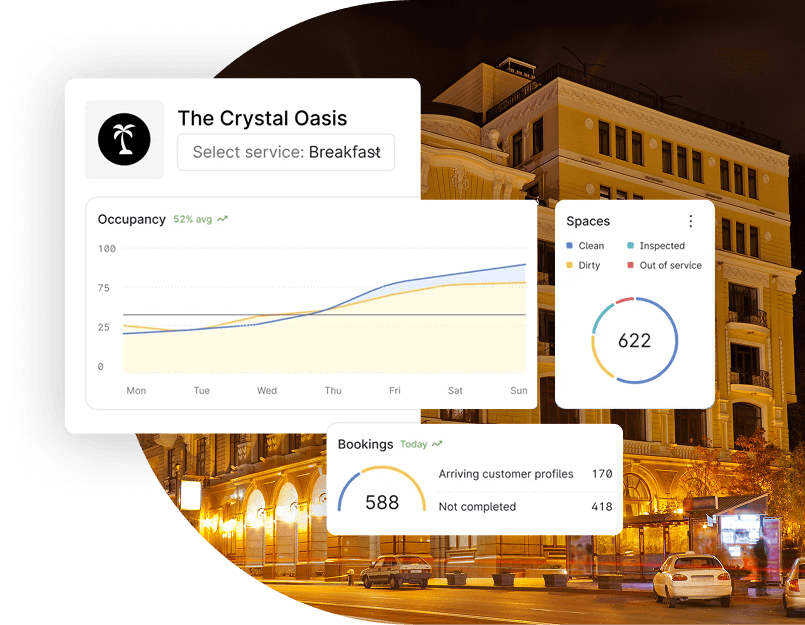 The Crystal Oasis
Select service: Breakfast
Occupancy 52% avg
100
75
25
0
Mon Tue Wed Thu Fri Sat Sun
Spaces
Clean Inspected
Dirty Out of service
622
Bookings Today
588
Arriving customer profiles 170
Not completed 418